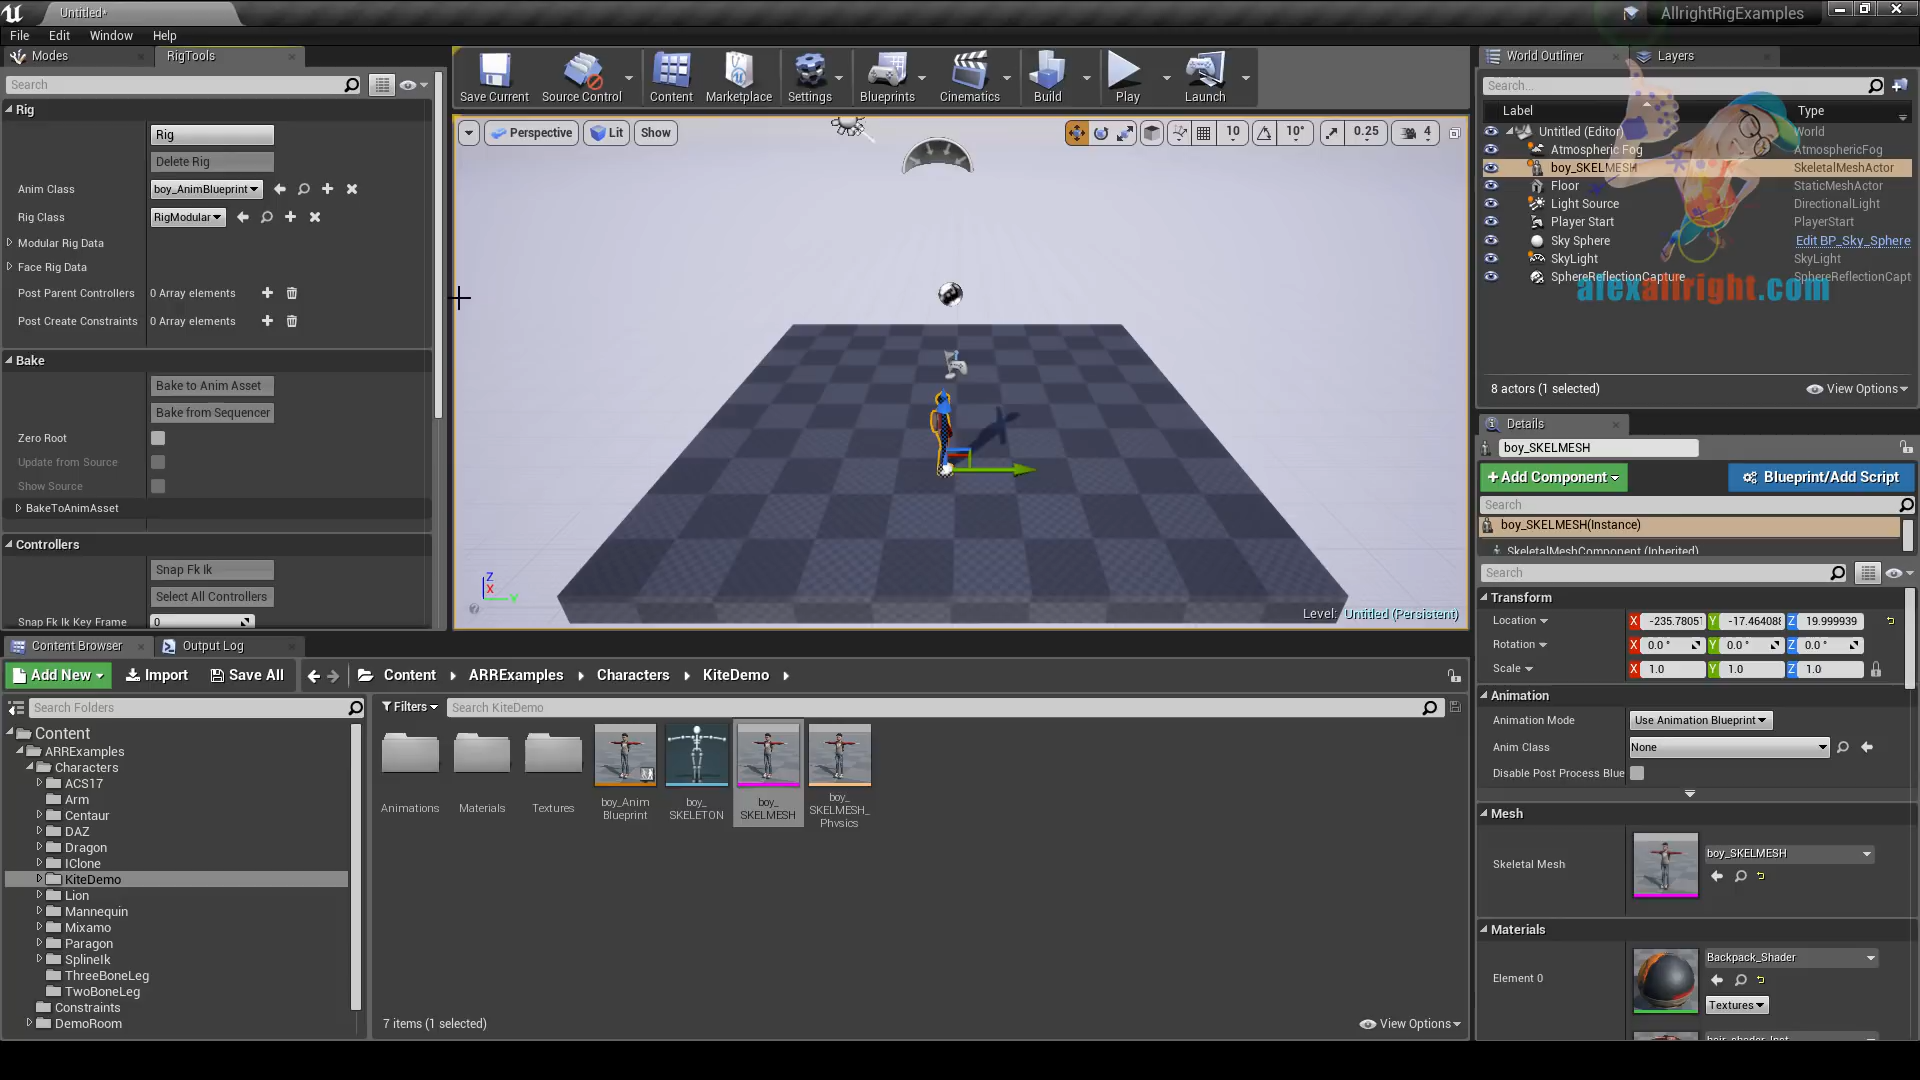 Untitled*
AllrightRigExamples
File Edit Window Help
Modes
RigTools
Search
Rig
Rig
Delete Rig
Anim Class
boy_AnimBlueprint
Rig Class
RigModular
Modular Rig Data
Face Rig Data
Post Parent Controllers
0 Array elements
Post Create Constraints
0 Array elements
Bake
Bake to Anim Asset
Bake from Sequencer
Zero Root
Update from Source
Show Source
BakeToAnimAsset
Controllers
Snap Fk Ik
Select All Controllers
Snap Fk Ik Key Frame
0
Save Current
Source Control
Content
Marketplace
Settings
Blueprints
Cinematics
Build
Play
Launch
Perspective
Lit
Show
10
10°
0.25
4
Z
X
Y
Level: Untitled (Persistent)
World Outliner
Layers
Search...
Label
Type
Untitled (Editor)
World
Atmospheric Fog
AtmosphericFog
boy_SKELMESH
SkeletalMeshActor
Floor
StaticMeshActor
Light Source
DirectionalLight
Player Start
PlayerStart
Sky Sphere
Edit BP_Sky_Sphere
SkyLight
SkyLight
SphereReflectionCapture
SphereReflectionCapt
alexallright.com
8 actors (1 selected)
View Options
Details
boy_SKELMESH
+Add Component
Blueprint/Add Script
Search
boy_SKELMESH(Instance)
SkeletalMeshComponent (Inherited)
Search
Transform
Location
X -235.78051
Y -17.464088
Z 19.999939
Rotation
X 0.0 °
Y 0.0 °
Z 0.0 °
Scale
X 1.0
Y 1.0
Z 1.0
Animation
Animation Mode
Use Animation Blueprint
Anim Class
None
Disable Post Process Blue
Mesh
Skeletal Mesh
boy_SKELMESH
Materials
Element 0
Backpack_Shader
Textures
Content Browser
Output Log
Add New
Import
Save All
Content
ARRExamples
Characters
KiteDemo
Search Folders
Filters
Search KiteDemo
Content
ARRExamples
Characters
ACS17
Arm
Centaur
DAZ
Dragon
IClone
KiteDemo
Lion
Mannequin
Mixamo
Paragon
SplineIk
ThreeBoneLeg
TwoBoneLeg
Constraints
DemoRoom
Animations
Materials
Textures
boy_Anim
Blueprint
boy_
SKELETON
boy_
SKELMESH
boy_
SKELMESH_
Physics
7 items (1 selected)
View Options